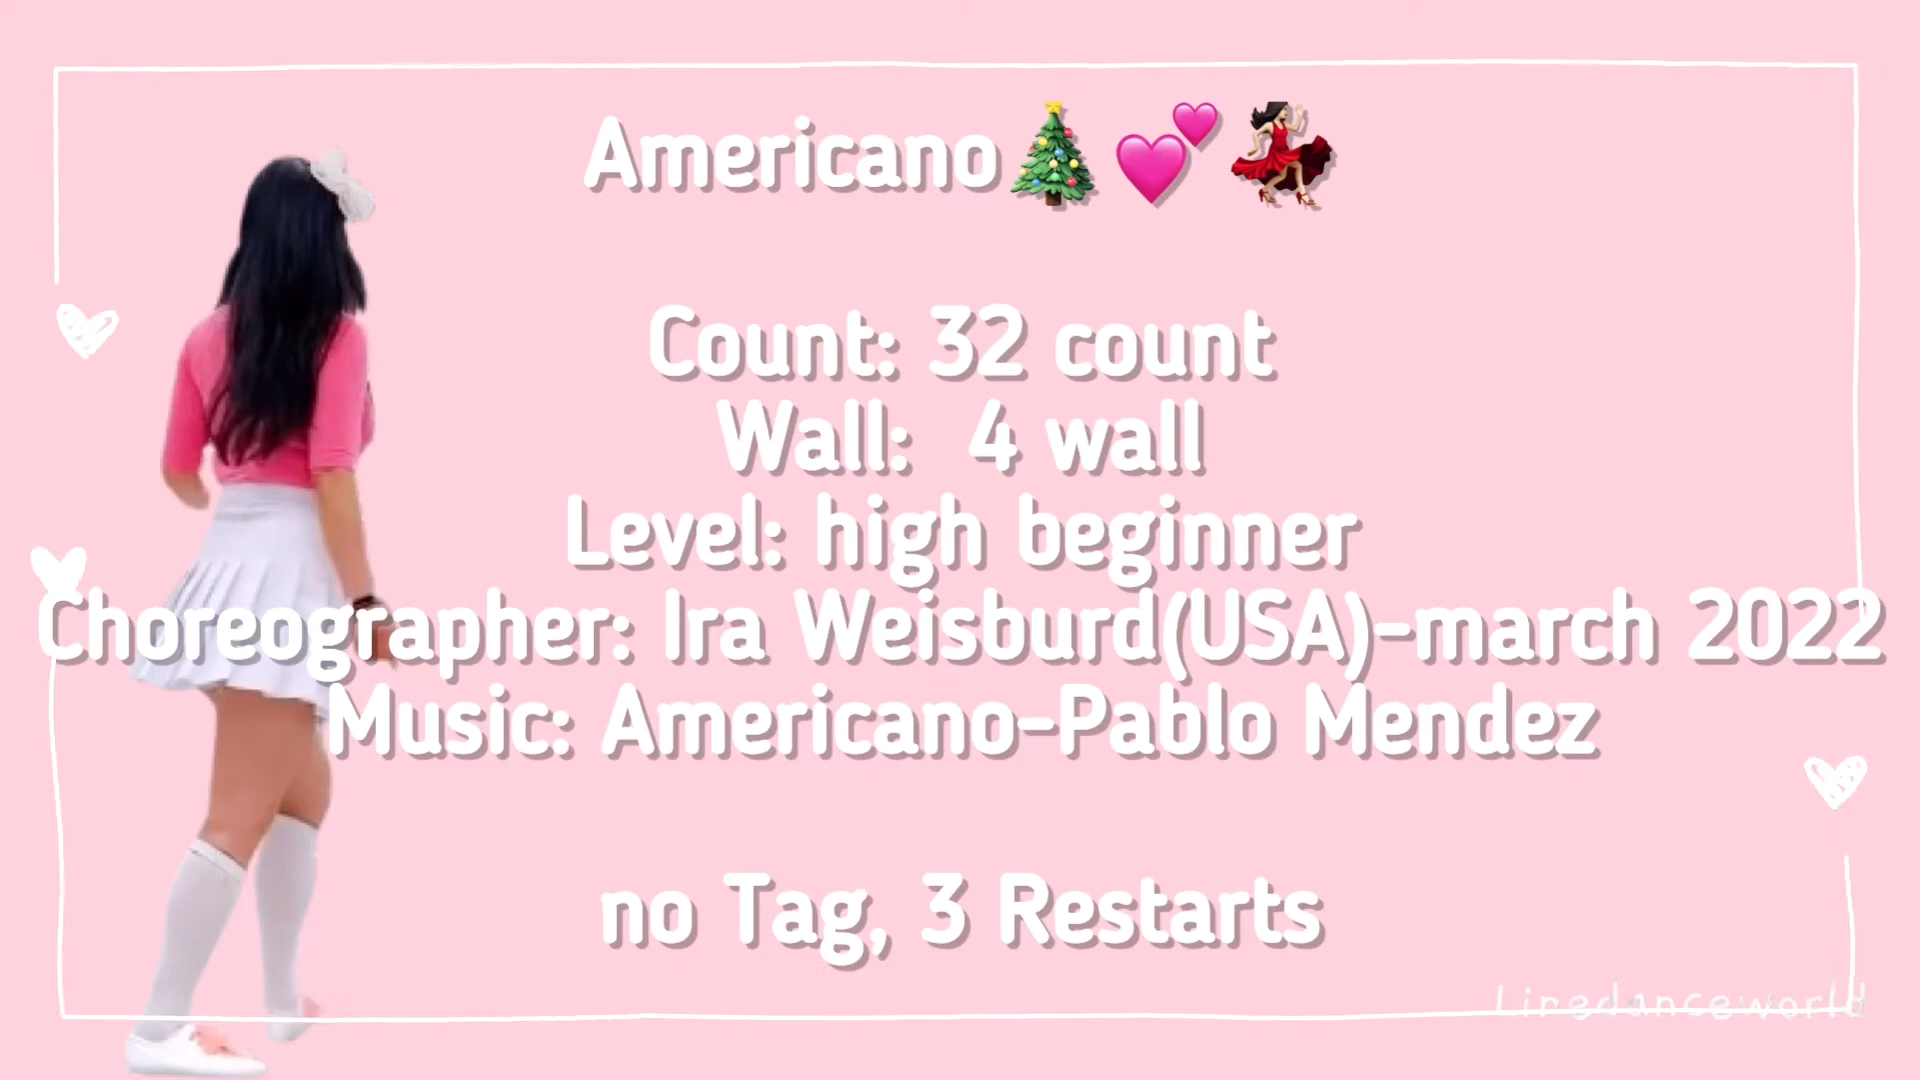 Americano🎄💕💃🏻
Count: 32 count
Wall: 4 wall
Level: high beginner
Choreographer: Ira Weisburd(USA)-march 2022
Music: Americano-Pablo Mendez
no Tag, 3 Restarts
Linedanceworld